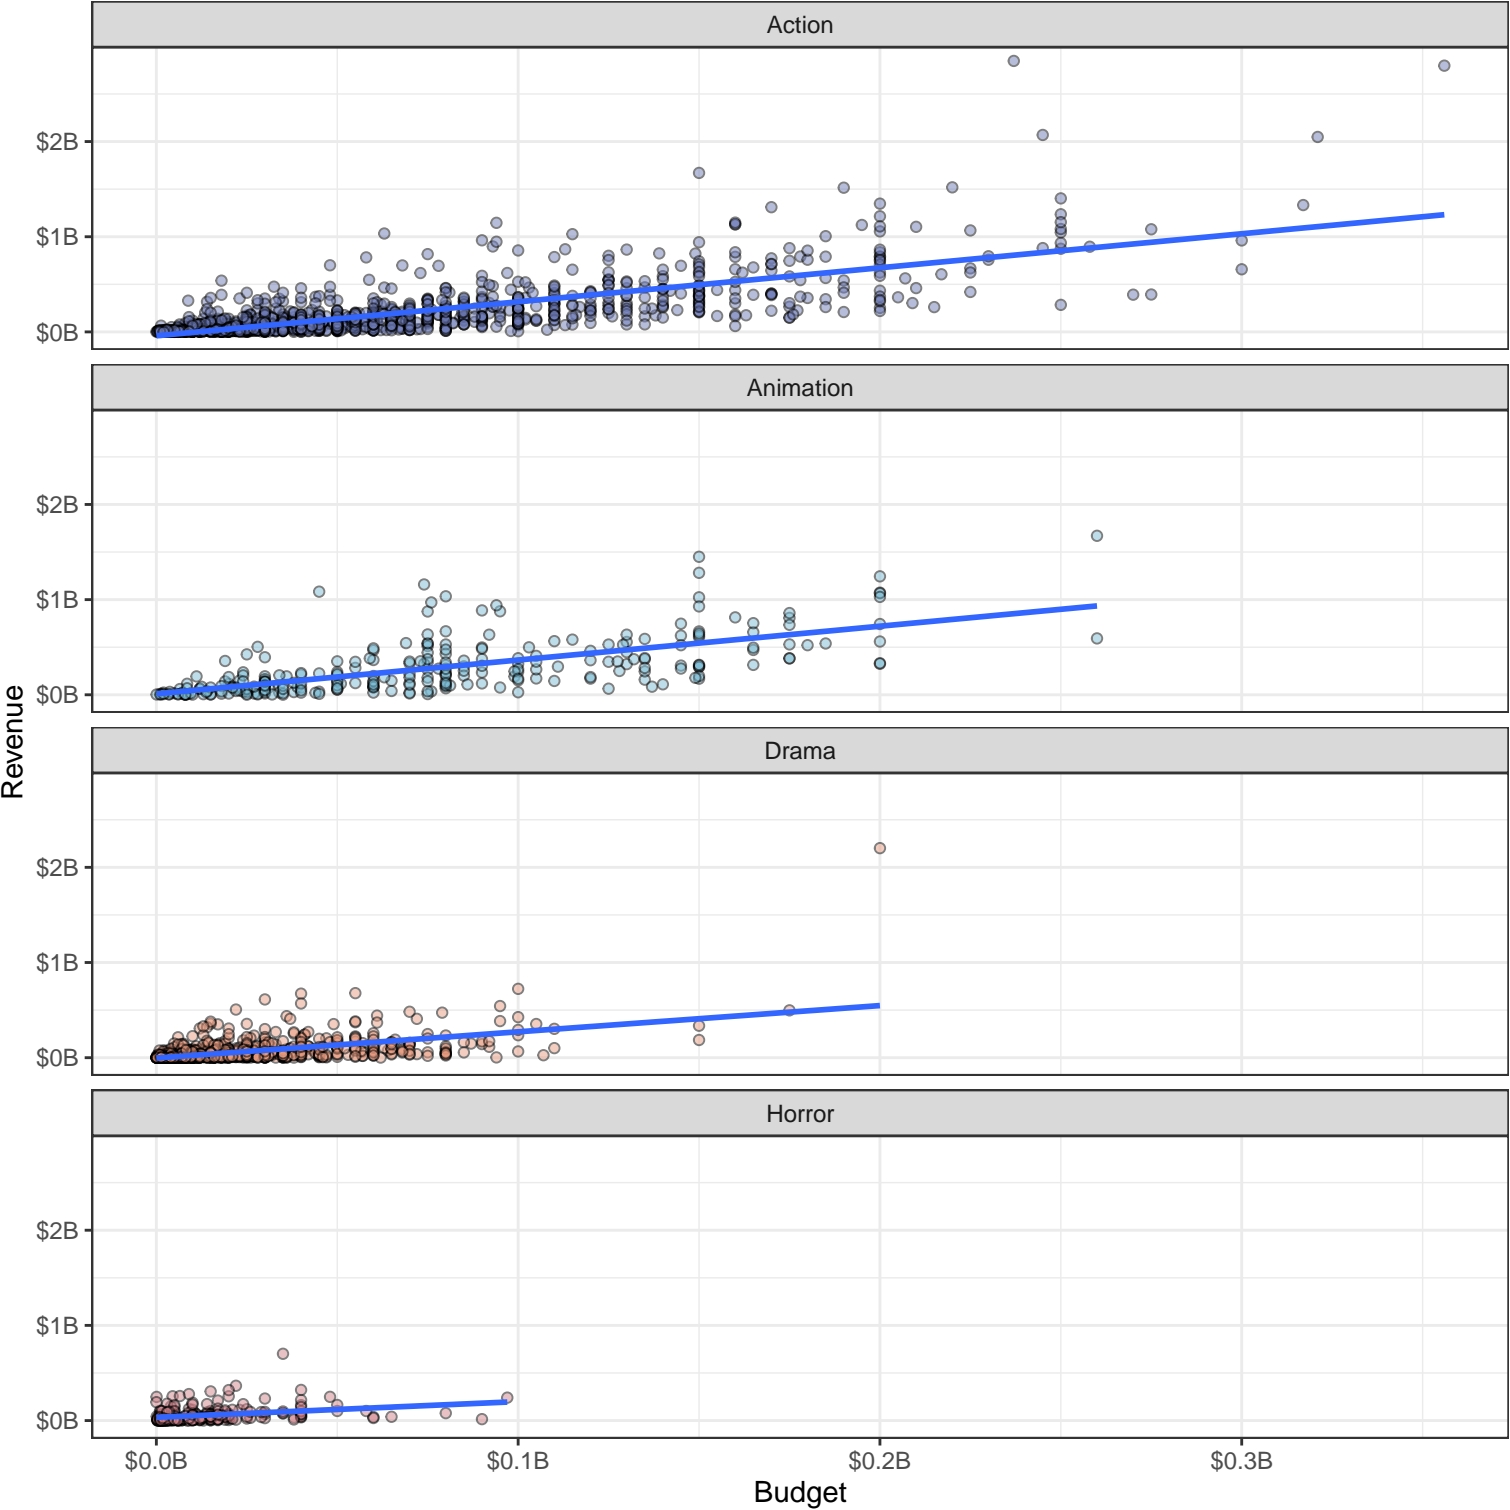 Action
$2B
$1B
$0B
Animation
$2B
$1B
$0B
Revenue
Drama
$2B
$1B
$0B
Horror
$2B
$1B
$0B
$0.0B $0.1B $0.2B $0.3B
Budget